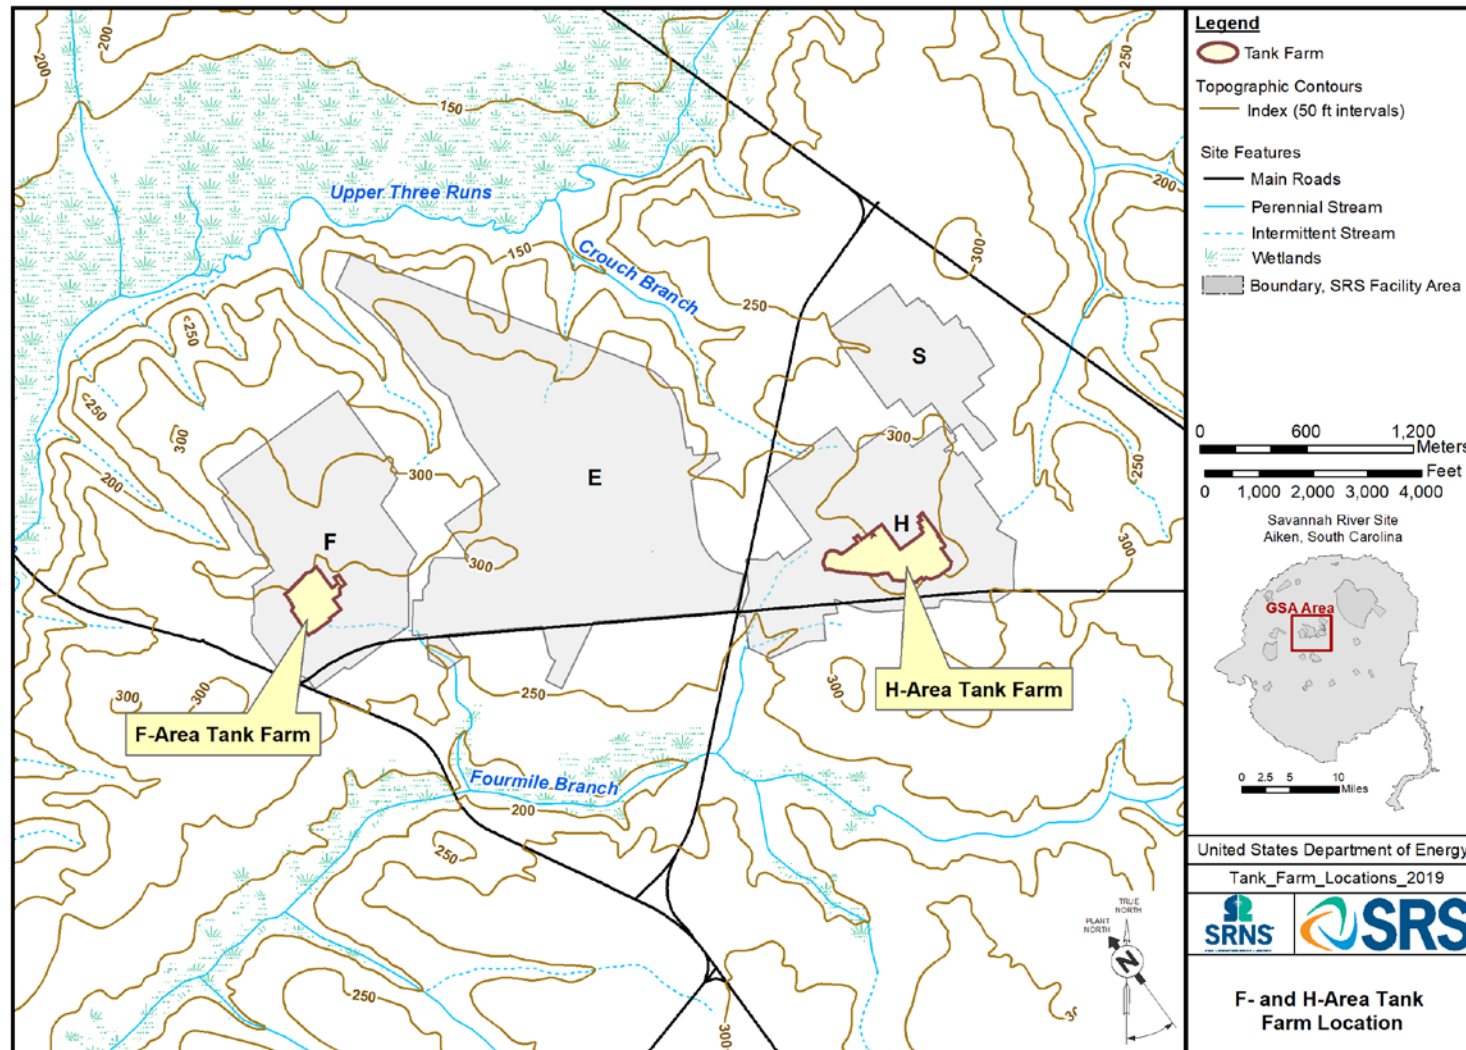 200
200
250
150
Upper Three Runs
200
150
Crouch Branch
300
250
<250
S
<250
300
300
300
200
E
250
F
H
300
300
250
300
300
300
H-Area Tank Farm
F-Area Tank Farm
Fourmile Branch
200
250
250
300
TRUE
NORTH
PLANT
NORTH
N
Legend
Tank Farm
Topographic Contours
Index (50 ft intervals)
Site Features
Main Roads
Perennial Stream
Intermittent Stream
Wetlands
Boundary, SRS Facility Area
0 600 1,200
Meters
Feet
0 1,000 2,000 3,000 4,000
Savannah River Site
Aiken, South Carolina
GSA Area
0 2.5 5 10
Miles
United States Department of Energy
Tank_Farm_Locations_2019
SRNS
SRS
F- and H-Area Tank
Farm Location